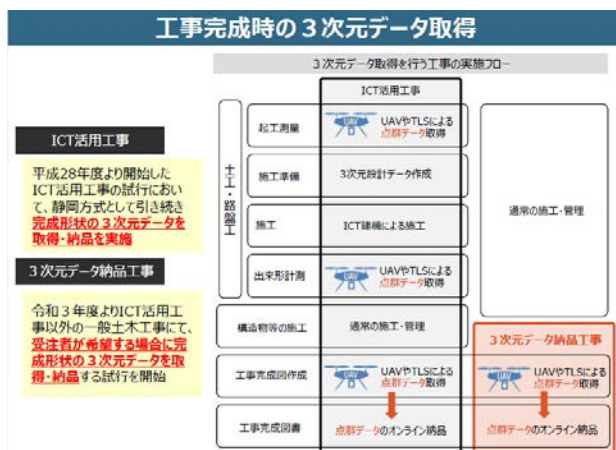 工事完成時の３次元データ取得
３次元データ取得を行う工事の実施フロー
ICT活用工事
平成28年度より開始した
ICT活用工事の試行におい
て、静岡方式として引き続き
完成形状の３次元データを
取得・納品を実施
３次元データ納品工事
令和３年度よりICT活用工
事以外の一般土木工事にて、
受注者が希望する場合に完
成形状の３次元データを取
得・納品する試行を開始
ICT活用工事
土工・路盤工
起工測量
UAV
UAVやTLSによる
点群データ取得
施工準備
3次元設計データ作成
施工
ICT建機による施工
出来形計測
UAV
UAVやTLSによる
点群データ取得
通常の施工・管理
構造物等の施工
通常の施工・管理
３次元データ納品工事
工事完成図作成
UAV
UAVやTLSによる
点群データ取得
UAV
UAVやTLSによる
点群データ取得
工事完成図書
点群データのオンライン納品
点群データのオンライン納品